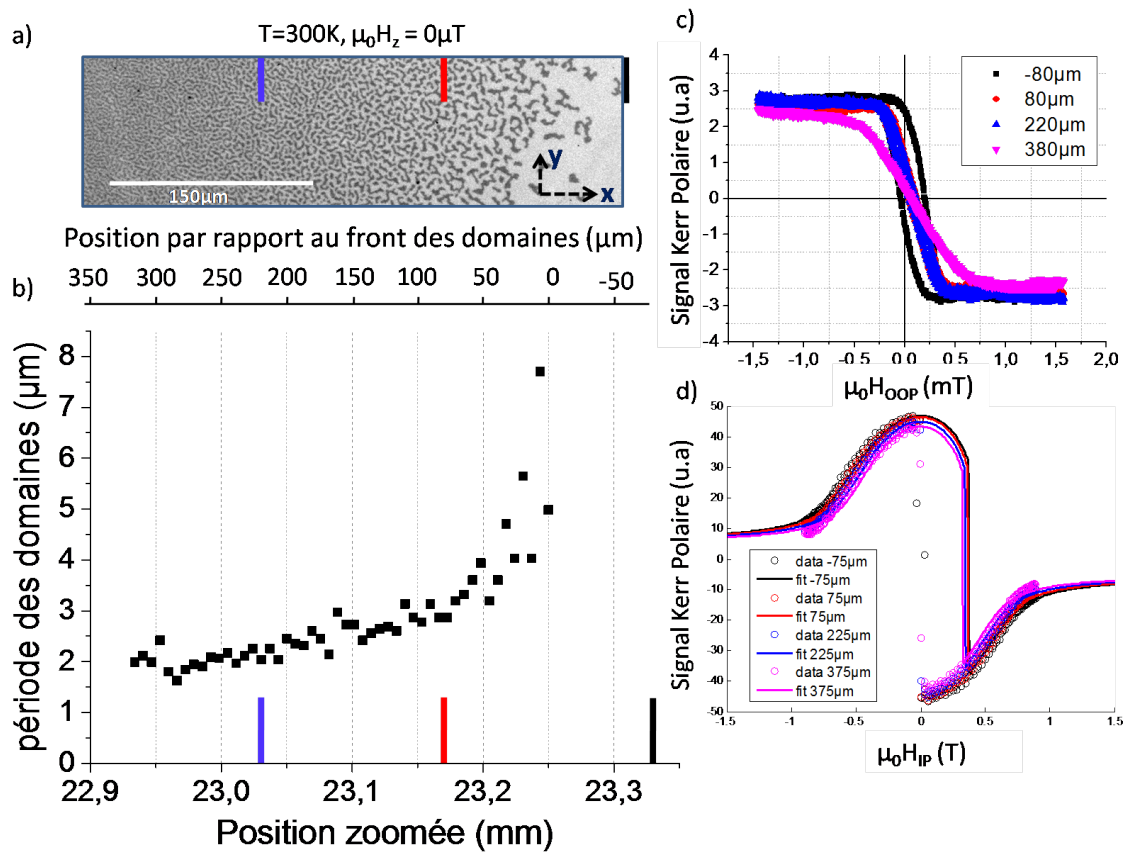 a)
T=300K, μ₀H_z = 0μT
150μm
y
x
Position par rapport au front des domaines (μm)
350 300 250 200 150 100 50 0 -50
b)
période des domaines (μm)
8
7
6
5
4
3
2
1
0
22,9 23,0 23,1 23,2 23,3
Position zoomée (mm)
c)
Signal Kerr Polaire (u.a)
4
3
2
1
0
-1
-2
-3
-4
-80μm
80μm
220μm
380μm
-1,5 -1,0 -0,5 0,0 0,5 1,0 1,5 2,0
μ₀H_OOP (mT)
d)
Signal Kerr Polaire (u.a)
50
40
30
20
10
0
-10
-20
-30
-40
-50
data -75μm
fit -75μm
data 75μm
fit 75μm
data 225μm
fit 225μm
data 375μm
fit 375μm
-1.5 -1 -0.5 0 0.5 1 1.5
μ₀H_IP (T)